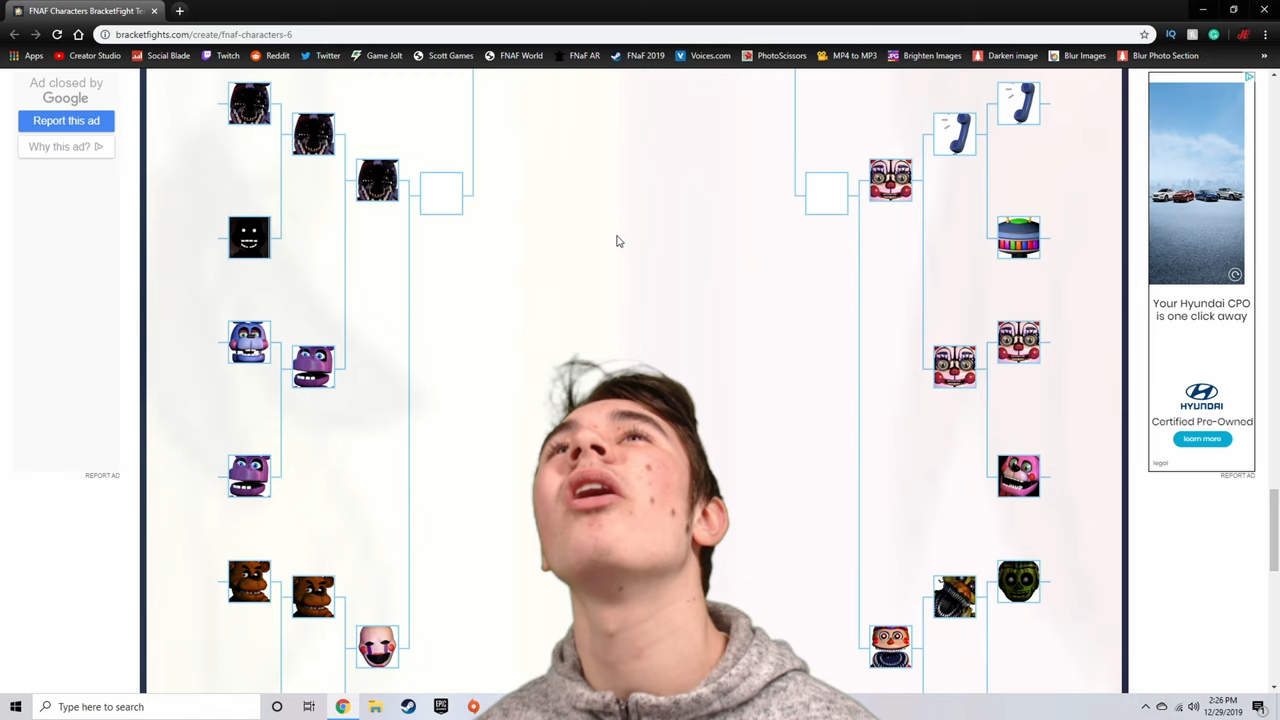 FNAF Characters BracketFight Te
bracketfights.com/create/fnaf-characters-6
Apps
Creator Studio
Social Blade
Twitch
Reddit
Twitter
Game Jolt
Scott Games
FNAF World
FNaF AR
FNaF 2019
Voices.com
PhotoScissors
MP4 to MP3
Brighten Images
Darken image
Blur Images
Blur Photo Section
Ad closed by
Google
Report this ad
Why this ad?
REPORT AD
Your Hyundai CPO
is one click away
HYUNDAI
Certified Pre-Owned
learn more
legal
REPORT AD
Type here to search
EPIC
2:26 PM
12/29/2019